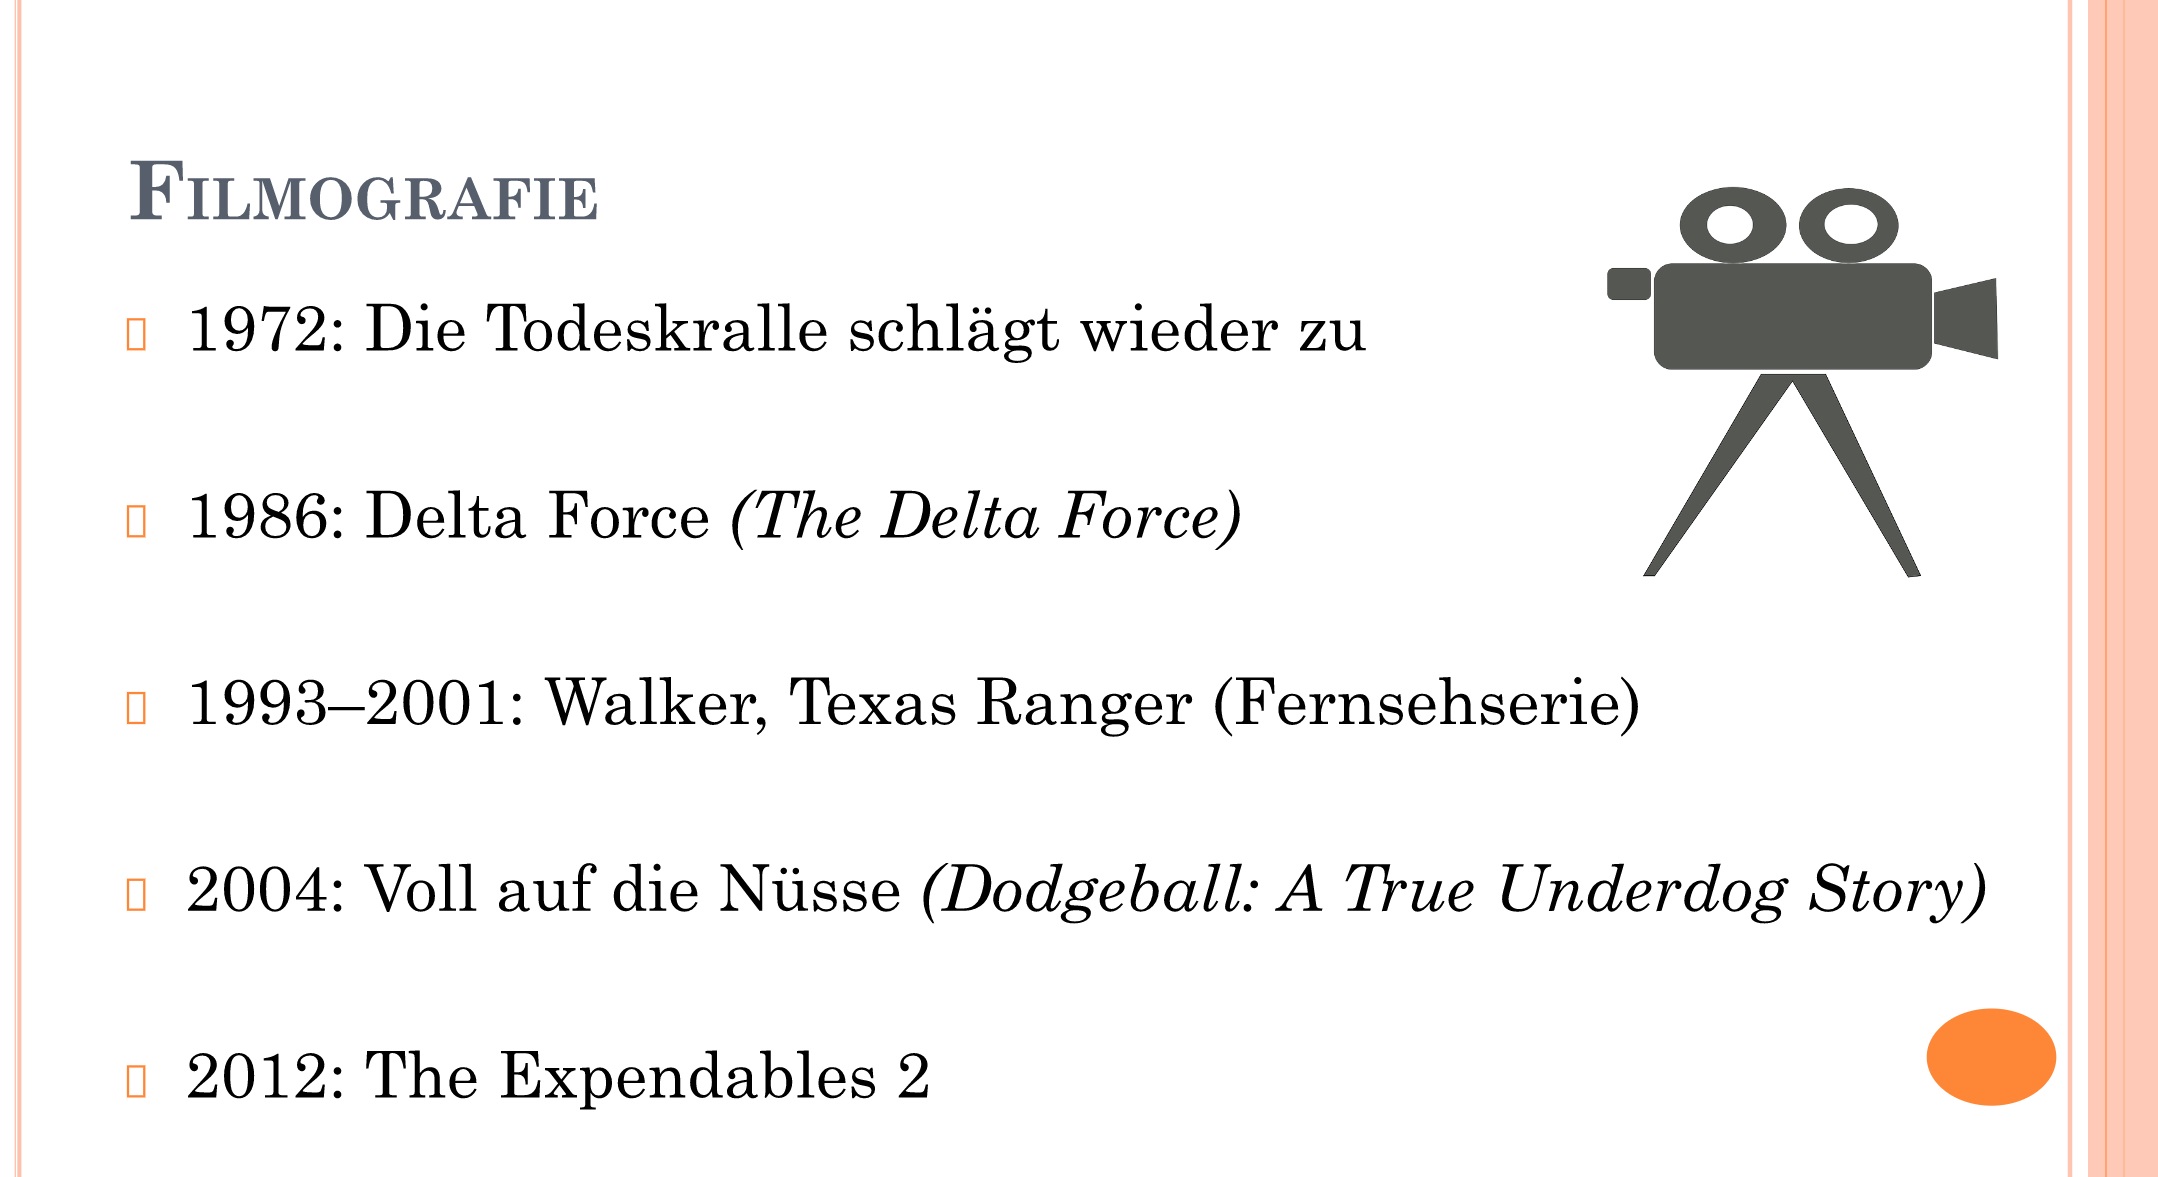 Filmografie
1972: Die Todeskralle schlägt wieder zu
1986: Delta Force (The Delta Force)
1993–2001: Walker, Texas Ranger (Fernsehserie)
2004: Voll auf die Nüsse (Dodgeball: A True Underdog Story)
2012: The Expendables 2